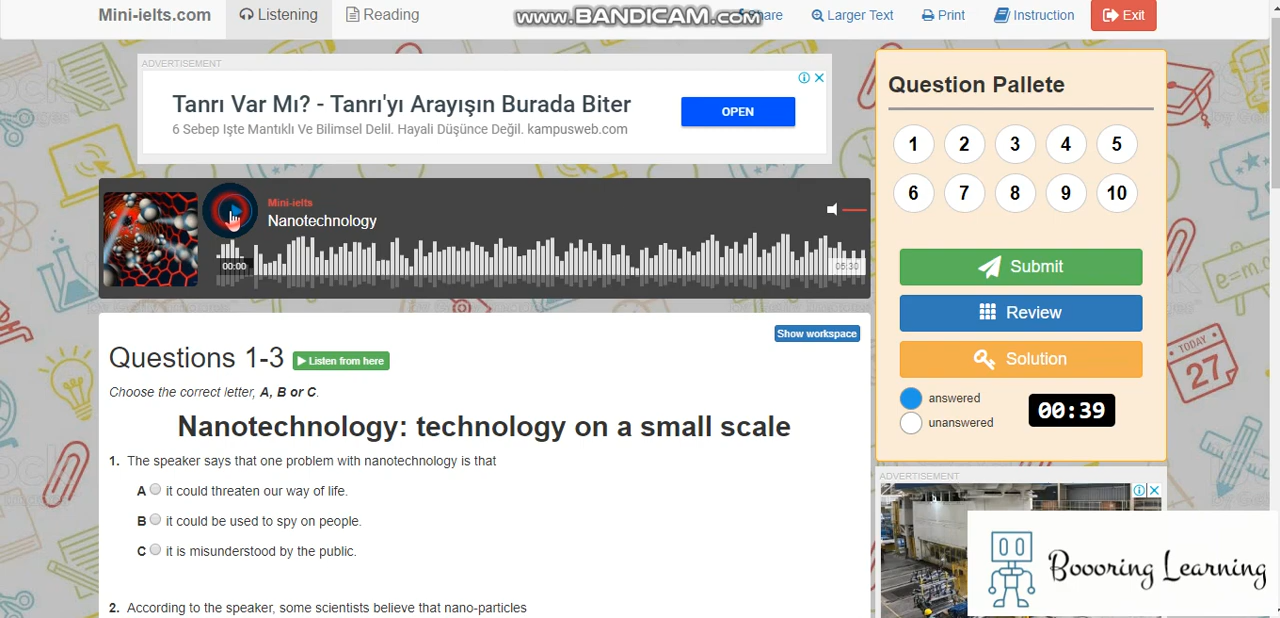 Mini-ielts.com
Listening
Reading
www.BANDICAM.com
Share
Larger Text
Print
Instruction
Exit
ADVERTISEMENT
Tanrı Var Mı? - Tanrı'yı Arayışın Burada Biter
6 Sebep Işte Mantıklı Ve Bilimsel Delil. Hayali Düşünce Değil. kampusweb.com
OPEN
Mini-ielts
Nanotechnology
00:00
05:30
Show workspace
Questions 1-3
Listen from here
Choose the correct letter, A, B or C.
Nanotechnology: technology on a small scale
1. The speaker says that one problem with nanotechnology is that
A it could threaten our way of life.
B it could be used to spy on people.
C it is misunderstood by the public.
2. According to the speaker, some scientists believe that nano-particles
Question Pallete
1 2 3 4 5
6 7 8 9 10
Submit
Review
Solution
answered
unanswered
00:39
ADVERTISEMENT
Boooring Learning
TODAY
27
e=m.c